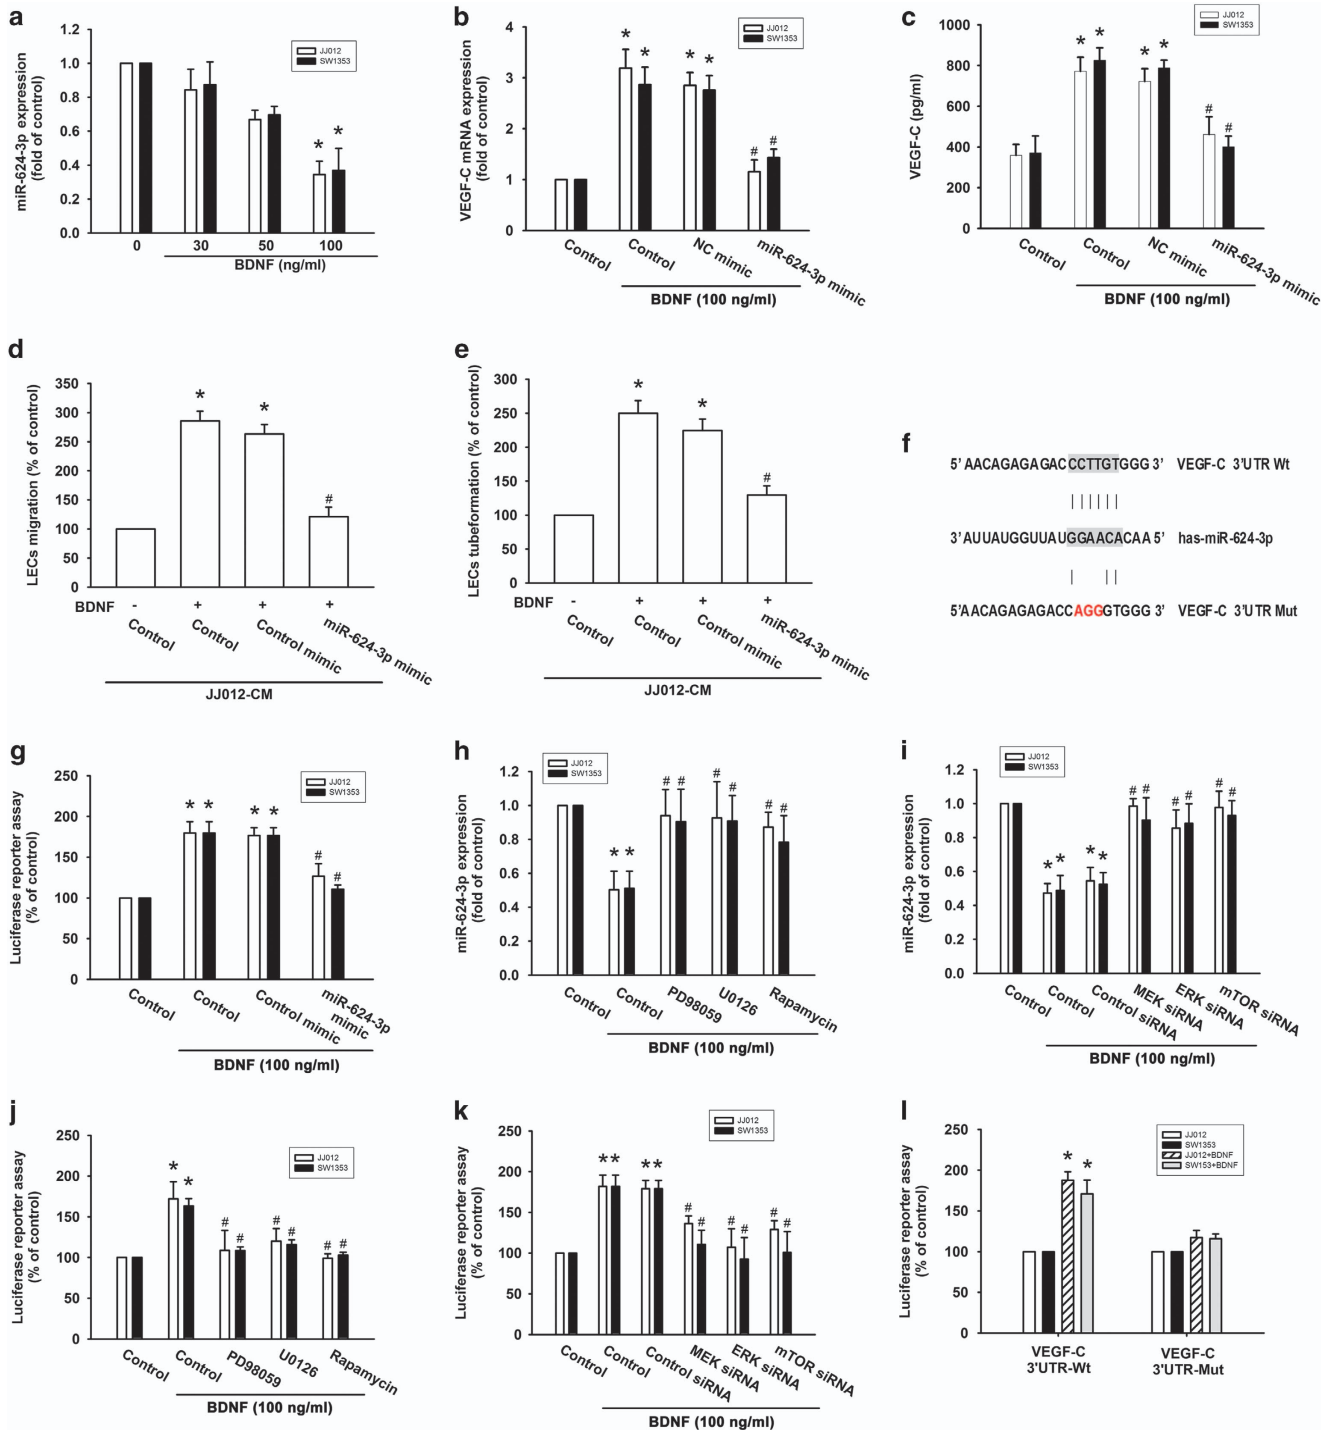 a
miR-624-3p expression
(fold of control)
1.2
1.0
0.8
0.6
0.4
0.2
0.0
JJ012
SW1353
* *
0 30 50 100
BDNF (ng/ml)
b
VEGF-C mRNA expression
(fold of control)
4
3
2
1
0
JJ012
SW1353
* * * * # #
Control Control NC mimic miR-624-3p mimic
BDNF (100 ng/ml)
c
VEGF-C
(pg/ml)
1000
800
600
400
200
0
JJ012
SW1353
* * * * # #
Control Control NC mimic miR-624-3p mimic
BDNF (100 ng/ml)
d
LECs migration (% of control)
350
300
250
200
150
100
50
0
* * #
BDNF - + + +
Control Control Control mimic miR-624-3p mimic
JJ012-CM
e
LECs tubeformation (% of control)
300
250
200
150
100
50
0
* * #
BDNF - + + +
Control Control Control mimic miR-624-3p mimic
JJ012-CM
f
5' AACAGAGAGACCCCTTGTGGG 3' VEGF-C 3'UTR Wt
| | | | | |
3'AUUAUGGUUAUGGAACACAA 5' has-miR-624-3p
| | |
5'AACAGAGAGACCCAGGGTGGG 3' VEGF-C 3'UTR Mut
g
Luciferase reporter assay
(% of control)
250
200
150
100
50
0
JJ012
SW1353
* * * * # #
Control Control Control mimic miR-624-3p
mimic
BDNF (100 ng/ml)
h
miR-624-3p expression
(fold of control)
1.2
1.0
0.8
0.6
0.4
0.2
0.0
JJ012
SW1353
* * # # # # # #
Control Control PD98059 U0126 Rapamycin
BDNF (100 ng/ml)
i
miR-624-3p expression
(fold of control)
1.2
1.0
0.8
0.6
0.4
0.2
0.0
JJ012
SW1353
* * * * # # # # # #
Control Control Control siRNA MEK siRNA ERK siRNA mTOR siRNA
BDNF (100 ng/ml)
j
Luciferase reporter assay
(% of control)
250
200
150
100
50
0
JJ012
SW1353
* * # # # # # #
Control Control PD98059 U0126 Rapamycin
BDNF (100 ng/ml)
k
Luciferase reporter assay
(% of control)
250
200
150
100
50
0
JJ012
SW1353
* * * * # # # # # #
Control Control Control siRNA MEK siRNA ERK siRNA mTOR siRNA
BDNF (100 ng/ml)
l
Luciferase reporter assay
(% of control)
250
200
150
100
50
0
JJ012
SW1353
JJ012+BDNF
SW153+BDNF
* *
VEGF-C VEGF-C
3'UTR-Wt 3'UTR-Mut